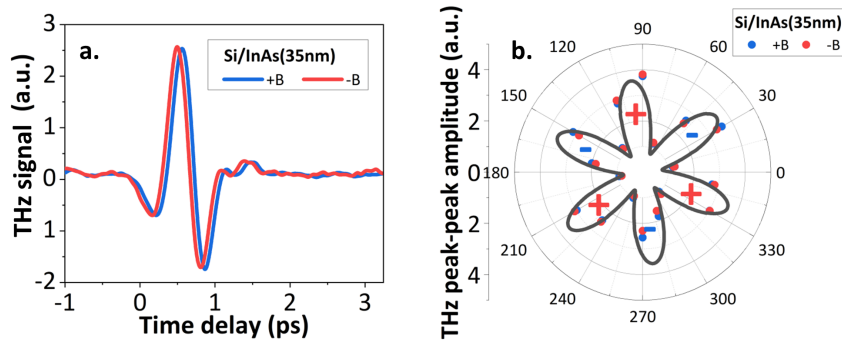 a.
Si/InAs(35nm)
+B -B
THz signal (a.u.)
3
2
1
0
-1
-2
-1 0 1 2 3
Time delay (ps)
b.
Si/InAs(35nm)
+B -B
THz peak-peak amplitude (a.u.)
4
2
0
2
4
90
60
30
0
330
300
270
240
210
180
150
120
+
-
-
+
+
-